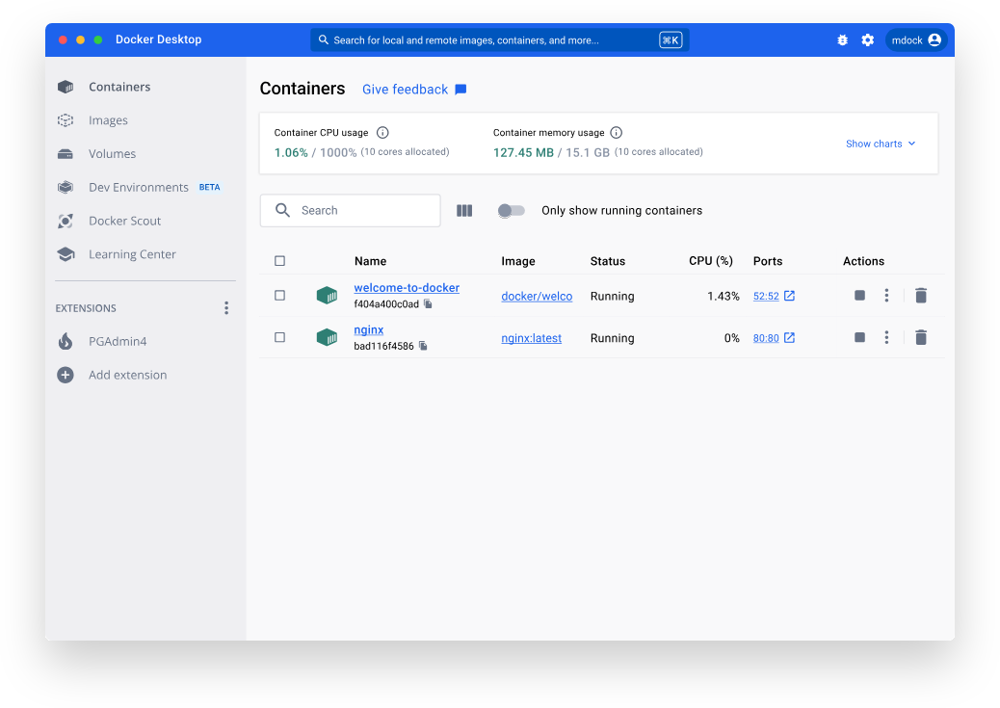 Docker Desktop
Search for local and remote images, containers, and more...
⌘K
mdock
Containers
Images
Volumes
Dev Environments BETA
Docker Scout
Learning Center
EXTENSIONS
PGAdmin4
Add extension
Containers Give feedback
Container CPU usage
1.06% / 1000% (10 cores allocated)
Container memory usage
127.45 MB / 15.1 GB (10 cores allocated)
Show charts
Search
Only show running containers
Name Image Status CPU (%) Ports Actions
welcome-to-docker docker/welco Running 1.43% 52:52
f404a400c0ad
nginx nginx:latest Running 0% 80:80
bad116f4586